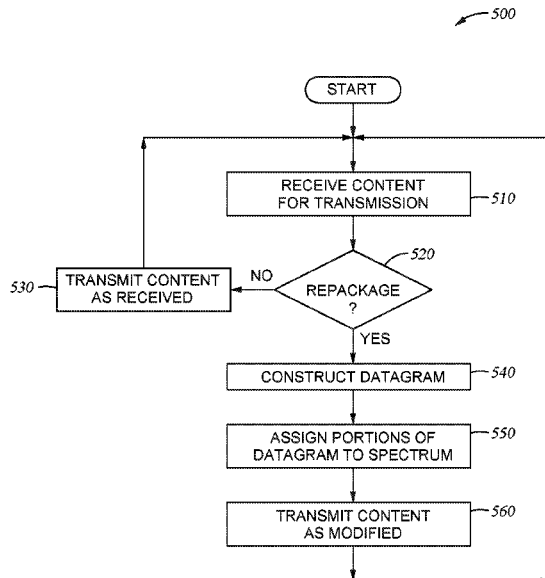 500
START
RECEIVE CONTENT
FOR TRANSMISSION
510
520
REPACKAGE
?
NO
530
TRANSMIT CONTENT
AS RECEIVED
YES
CONSTRUCT DATAGRAM
540
ASSIGN PORTIONS OF
DATAGRAM TO SPECTRUM
550
TRANSMIT CONTENT
AS MODIFIED
560